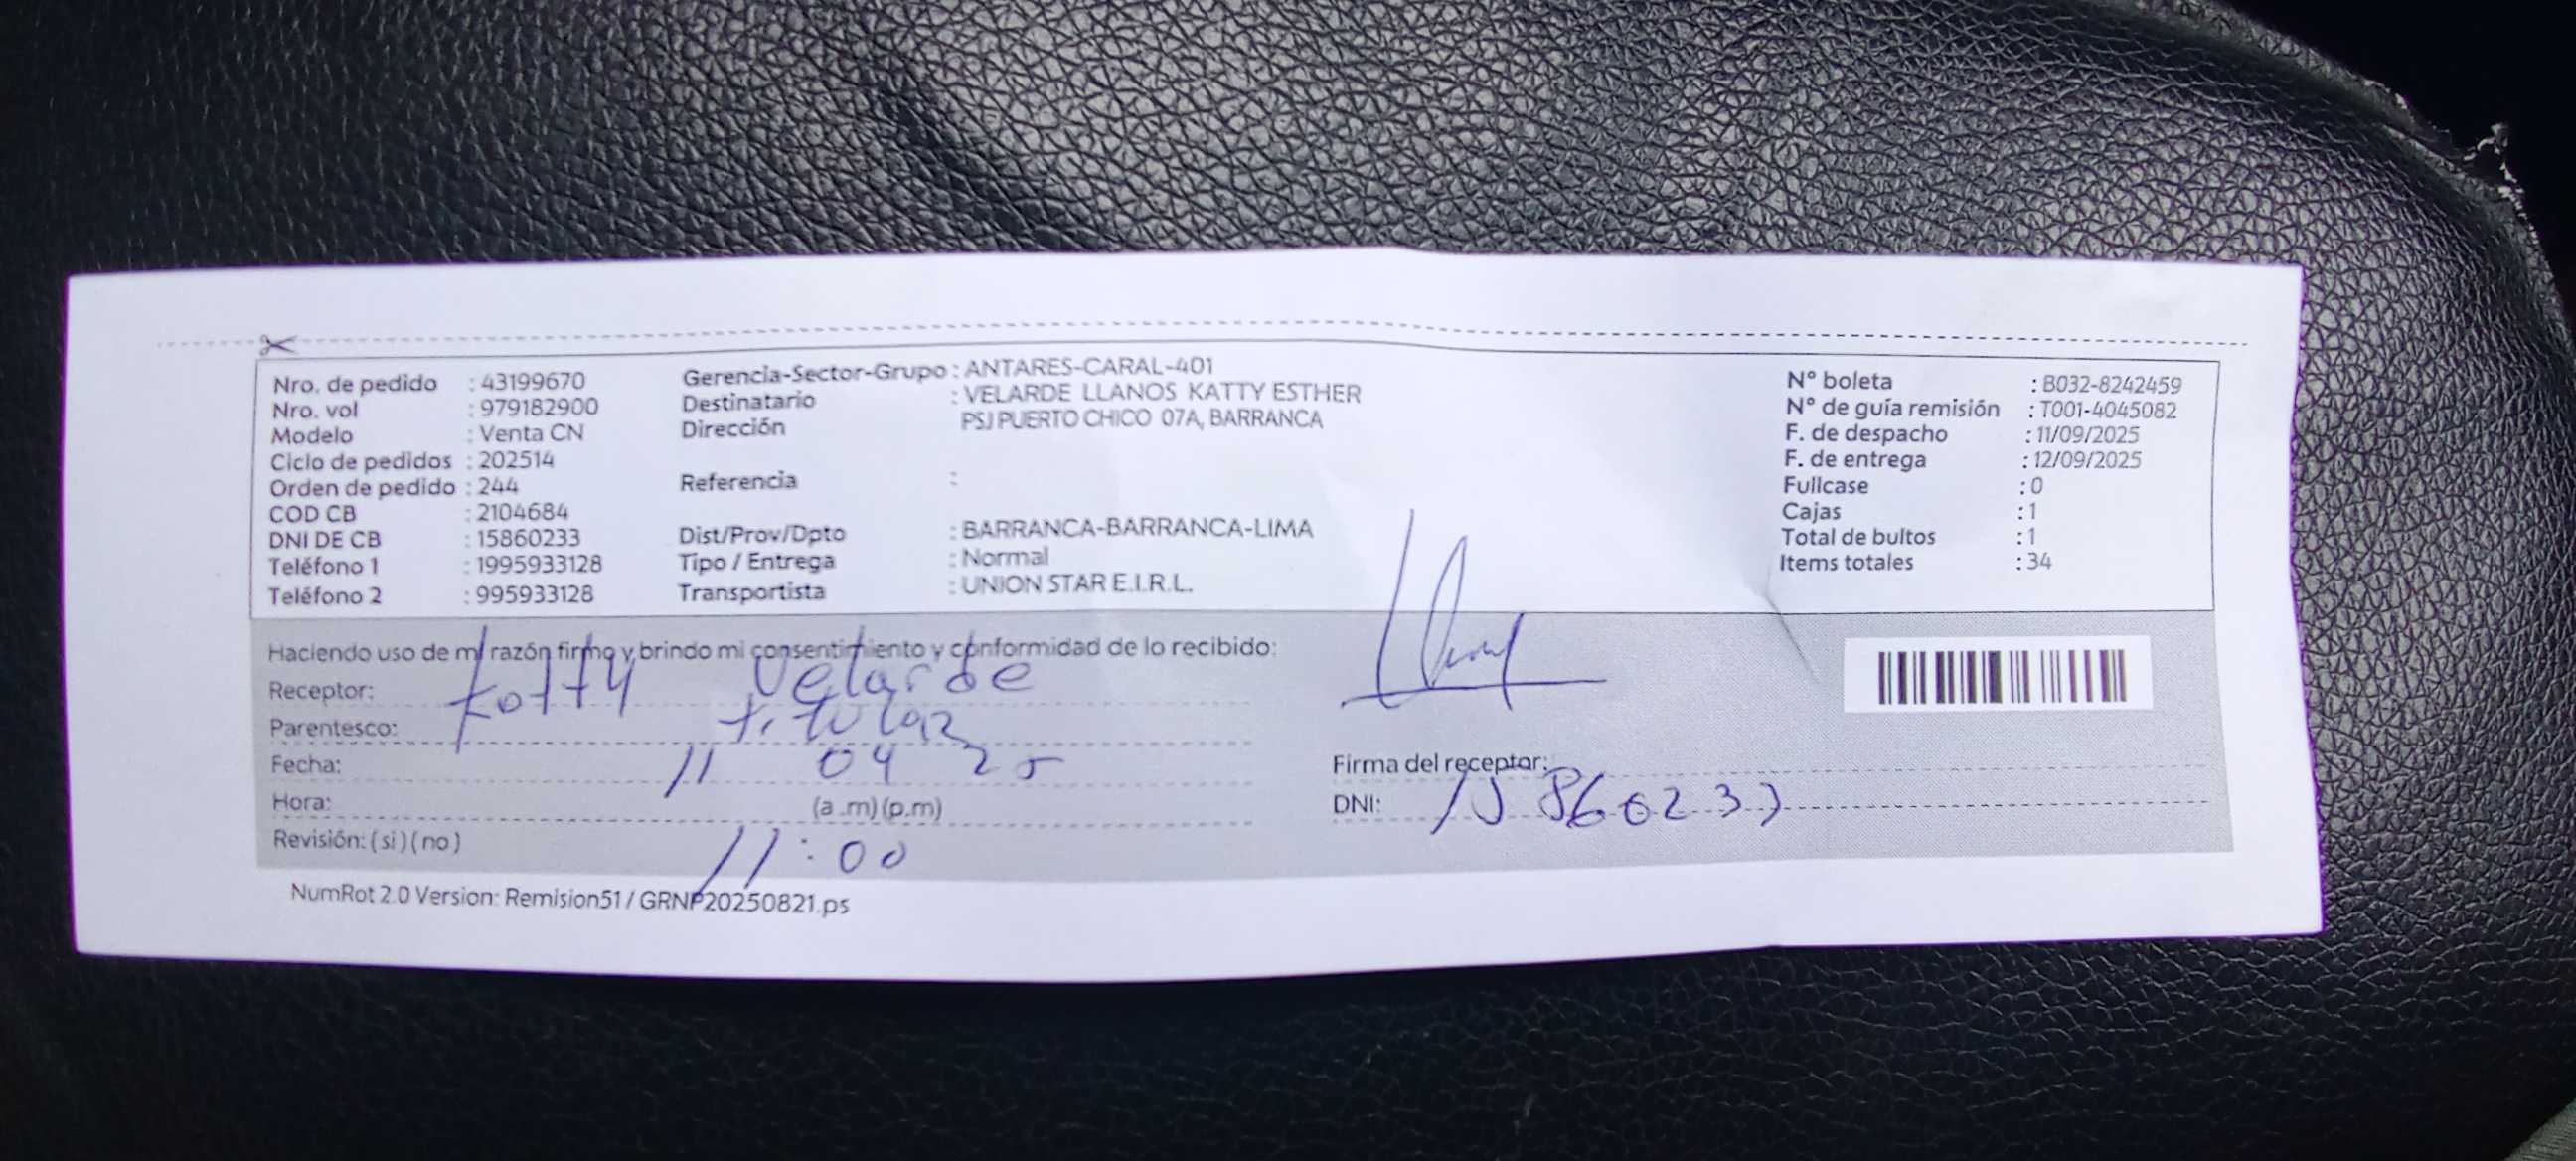 Nro. de pedido : 43199670
Nro. vol : 979182900
Modelo : Venta CN
Ciclo de pedidos : 202514
Orden de pedido : 244
COD CB : 2104684
DNI DE CB : 15860233
Teléfono 1 : 1995933128
Teléfono 2 : 995933128
Gerencia-Sector-Grupo : ANTARES-CARAL-401
Destinatario : VELARDE LLANOS KATTY ESTHER
Dirección PSJ PUERTO CHICO 07A, BARRANCA
Referencia :
Dist/Prov/Dpto : BARRANCA-BARRANCA-LIMA
Tipo / Entrega : Normal
Transportista : UNION STAR E.I.R.L.
N° boleta : B032-8242459
N° de guía remisión : T001-4045082
F. de despacho : 11/09/2025
F. de entrega : 12/09/2025
Fullcase : 0
Cajas : 1
Total de bultos : 1
Items totales : 34
Haciendo uso de mi razón firmo y brindo mi consentimiento y conformidad de lo recibido:
Receptor: Katty Velarde
Parentesco: titular
Fecha: 11 09 25
Hora: (a .m) (p.m)
Revisión: (si) (no) 11:00
Firma del receptor:
DNI: 15860233
NumRot 2.0 Version: Remision51 / GRNP20250821.ps